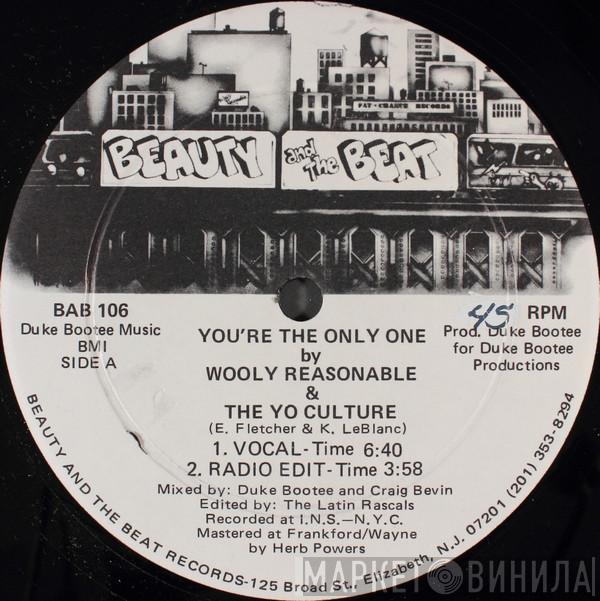 FAT-CHANCE RECORDS
BEAUTY and the BEAT
BAB 106
Duke Bootee Music
BMI
SIDE A
45 RPM
Prod. Duke Bootee
for Duke Bootee
Productions
YOU'RE THE ONLY ONE
by
WOOLY REASONABLE
&
THE YO CULTURE
(E. Fletcher & K. LeBlanc)
1. VOCAL-Time 6:40
2. RADIO EDIT-Time 3:58
Mixed by: Duke Bootee and Craig Bevin
Edited by: The Latin Rascals
Recorded at I.N.S.—N.Y.C.
Mastered at Frankford/Wayne
by Herb Powers
BEAUTY AND THE BEAT RECORDS-125 Broad St., Elizabeth, N.J. 07201 (201) 353-8294
МАРКЕТ ВИНИЛА